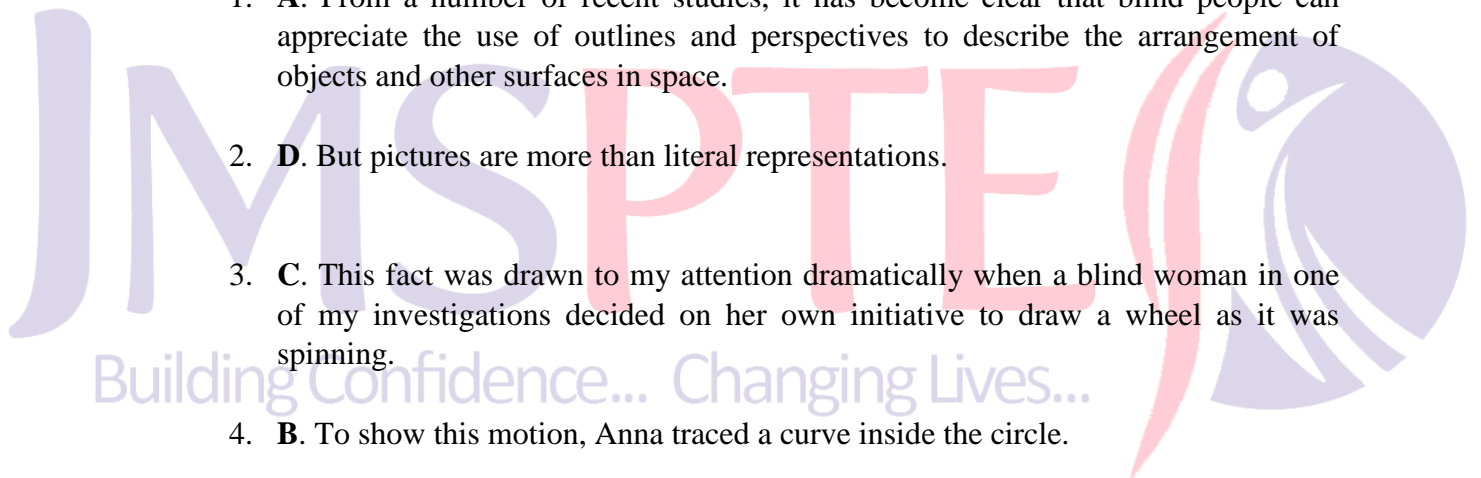 1. A. From a number of recent studies, it has become clear that blind people can
appreciate the use of outlines and perspectives to describe the arrangement of
objects and other surfaces in space.
2. D. But pictures are more than literal representations.
3. C. This fact was drawn to my attention dramatically when a blind woman in one
of my investigations decided on her own initiative to draw a wheel as it was
spinning.
4. B. To show this motion, Anna traced a curve inside the circle.
JMSPTE
Building Confidence... Changing Lives...